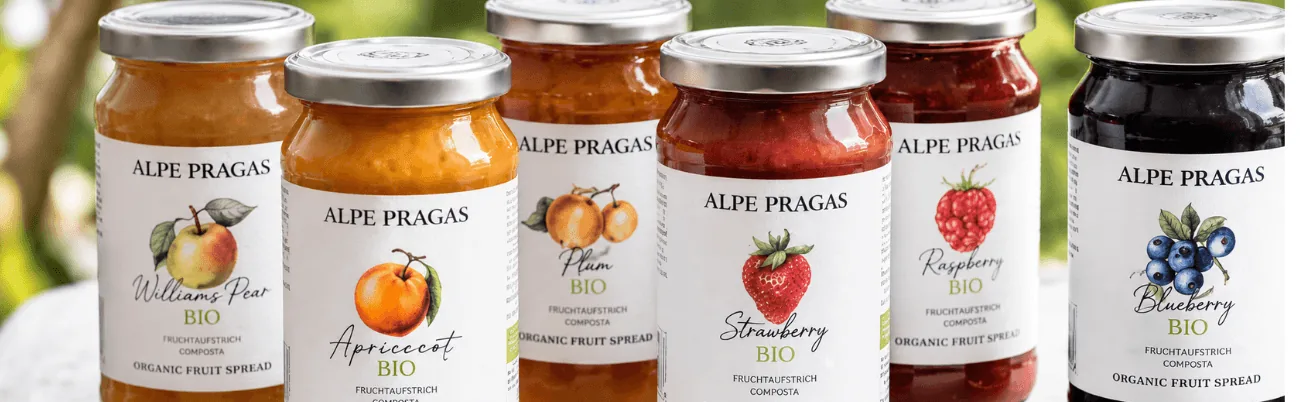 ALPE PRAGAS
Williams Pear
BIO
FRUCHTAUFSTRICH
COMPOSTA
ORGANIC FRUIT SPREAD
ALPE PRAGAS
Apricecot
BIO
FRUCHTAUFSTRICH
COMPOSTA
ALPE PRAGAS
Plum
BIO
FRUCHTAUFSTRICH
COMPOSTA
ORGANIC FRUIT SPREAD
ALPE PRAGAS
Strawberry
BIO
FRUCHTAUFSTRICH
COMPOSTA
ALPE PRAGAS
Raspberry
BIO
FRUCHTAUFSTRICH
COMPOSTA
ORGANIC FRUIT SPREAD
ALPE PRAGAS
Blueberry
BIO
FRUCHTAUFSTRICH
COMPOSTA
ORGANIC FRUIT SPREAD